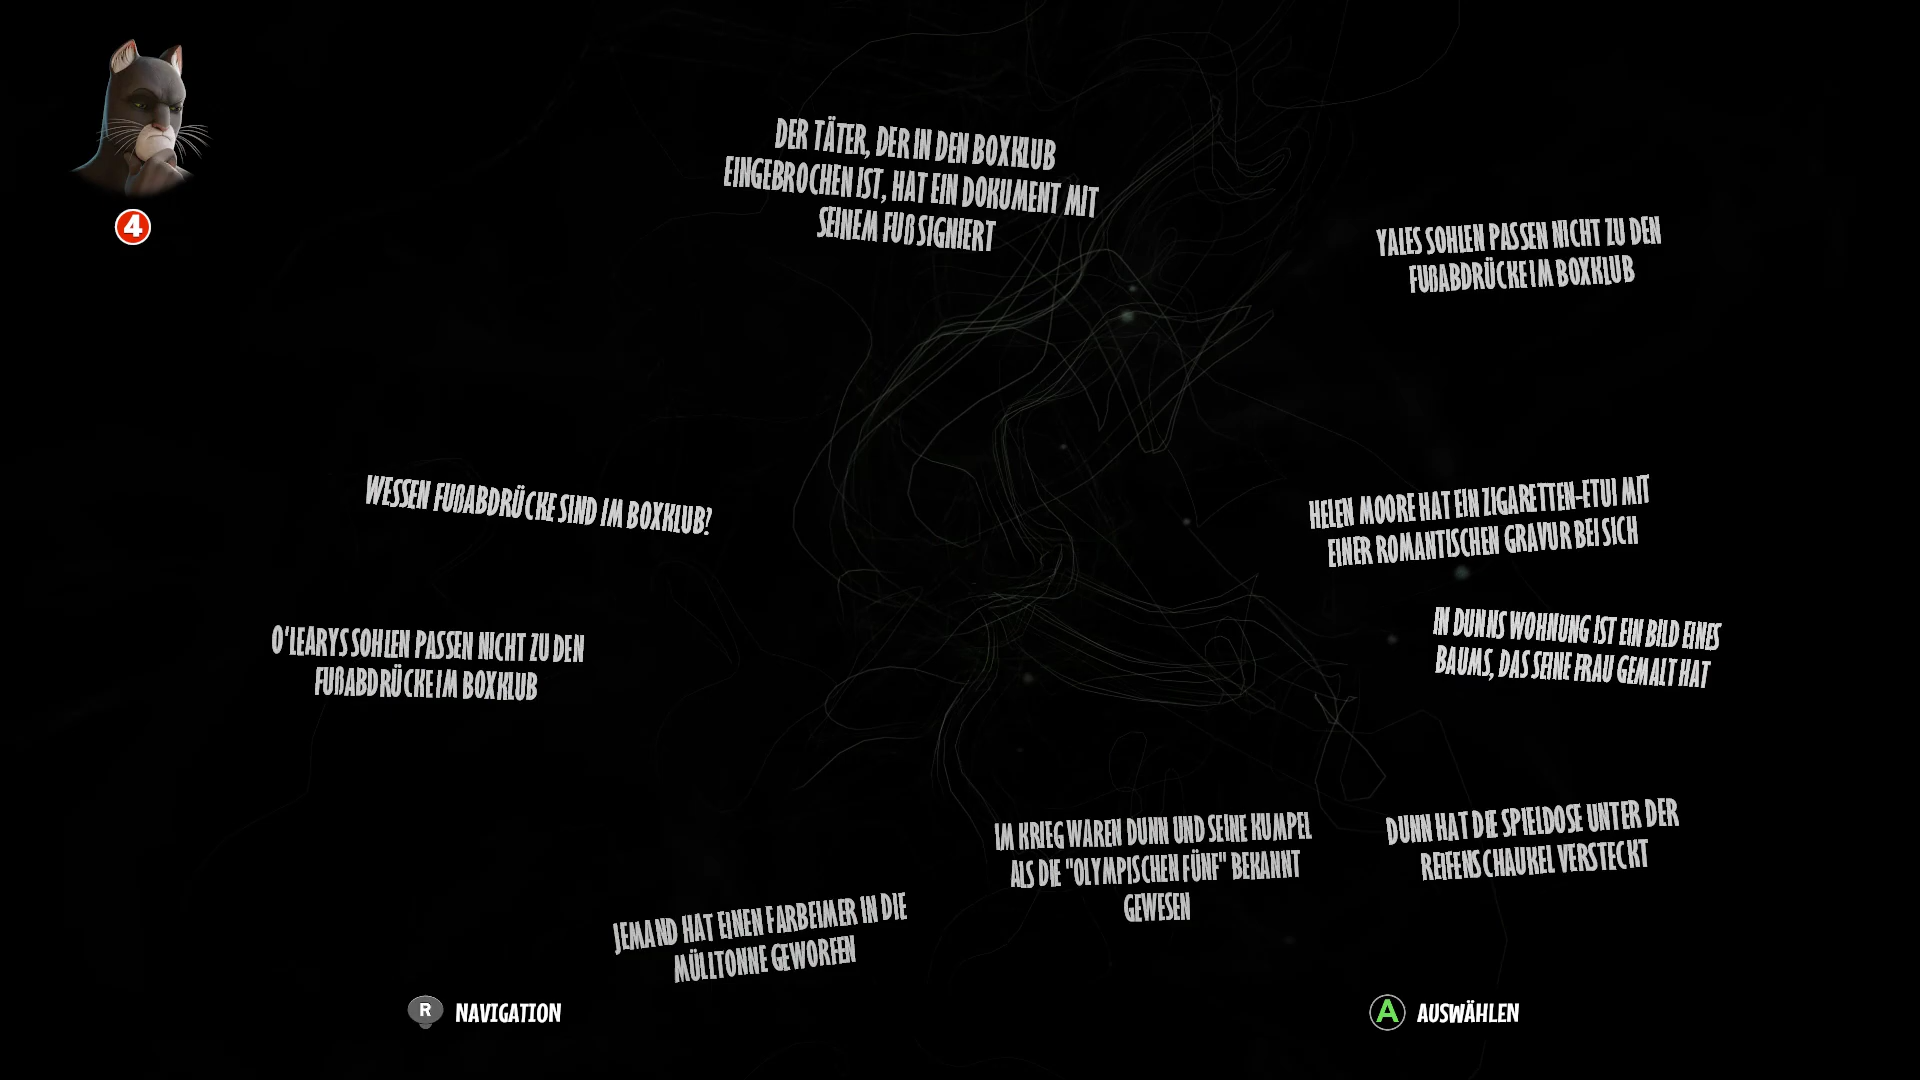 4
DER TÄTER, DER IN DEN BOXKLUB
EINGEBROCHEN IST, HAT EIN DOKUMENT MIT
SEINEM FUß SIGNIERT
YALES SOHLEN PASSEN NICHT ZU DEN
FUßABDRÜCKE IM BOXKLUB
WESSEN FUßABDRÜCKE SIND IM BOXKLUB?
HELEN MOORE HAT EIN ZIGARETTEN-ETUI MIT
EINER ROMANTISCHEN GRAVUR BEI SICH
O'LEARYS SOHLEN PASSEN NICHT ZU DEN
FUßABDRÜCKE IM BOXKLUB
IN DUNNS WOHNUNG IST EIN BILD EINES
BAUMS, DAS SEINE FRAU GEMALT HAT
IM KRIEG WAREN DUNN UND SEINE KUMPEL
ALS DIE "OLYMPISCHEN FÜNF" BEKANNT
GEWESEN
DUNN HAT DIE SPIELDOSE UNTER DER
REIFENSCHAUKEL VERSTECKT
JEMAND HAT EINEN FARBEIMER IN DIE
MÜLLTONNE GEWORFEN
R NAVIGATION
A AUSWÄHLEN